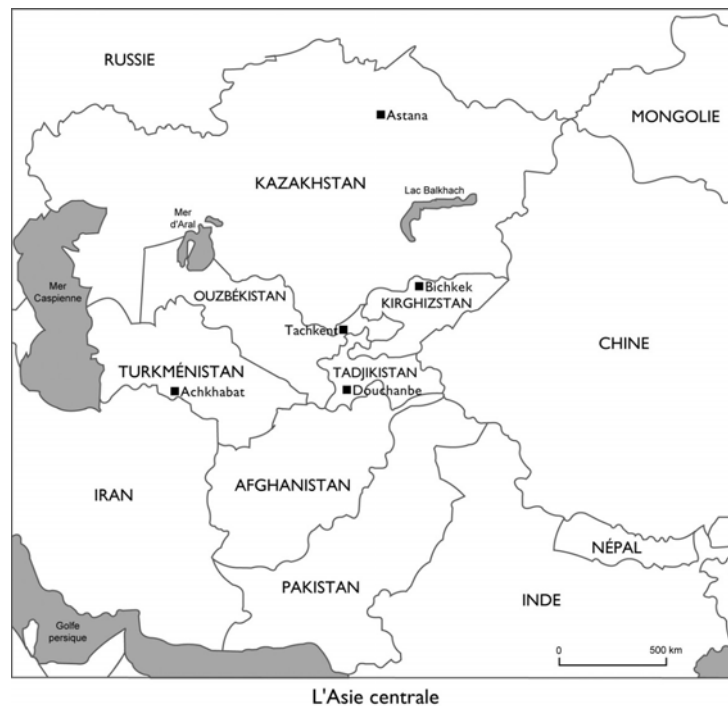 RUSSIE
MONGOLIE
Astana
KAZAKHSTAN
Lac Balkhach
Mer
d'Aral
Mer
Caspienne
OUZBÉKISTAN
Bichkek
KIRGHIZSTAN
Tachkent
CHINE
TURKMÉNISTAN
TADJIKISTAN
Achkhabat
Douchanbe
IRAN
AFGHANISTAN
NÉPAL
PAKISTAN
INDE
Golfe
persique
0 500 km
L'Asie centrale